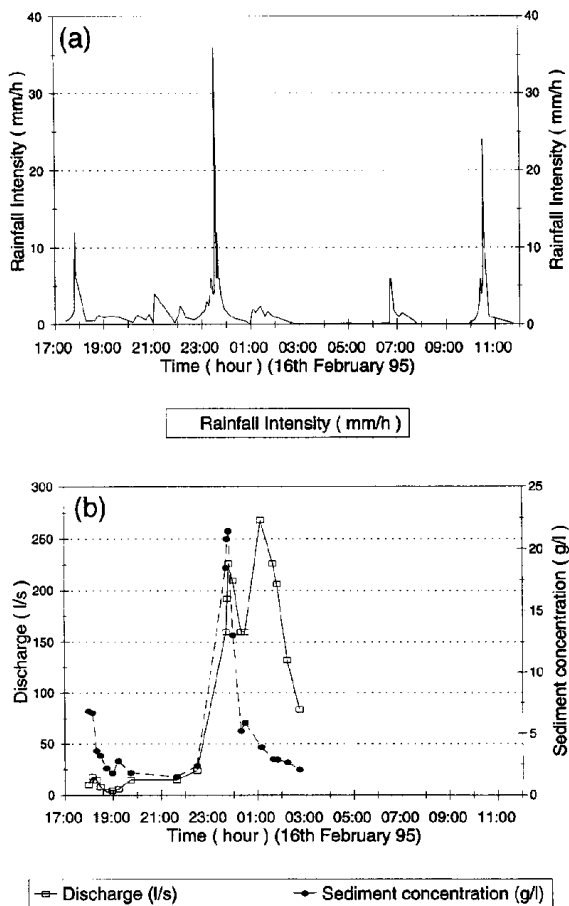 (a)
40
30
20
10
0
Rainfall Intensity ( mm/h )
40
30
20
10
0
Rainfall Intensity ( mm/h )
17:00 19:00 21:00 23:00 01:00 03:00 05:00 07:00 09:00 11:00
Time ( hour ) (16th February 95)
Rainfall Intensity ( mm/h )
(b)
300
250
200
150
100
50
0
Discharge ( l/s )
25
20
15
10
5
0
Sediment concentration ( g/l )
17:00 19:00 21:00 23:00 01:00 03:00 05:00 07:00 09:00 11:00
Time ( hour ) (16th February 95)
Discharge (l/s) Sediment concentration (g/l)